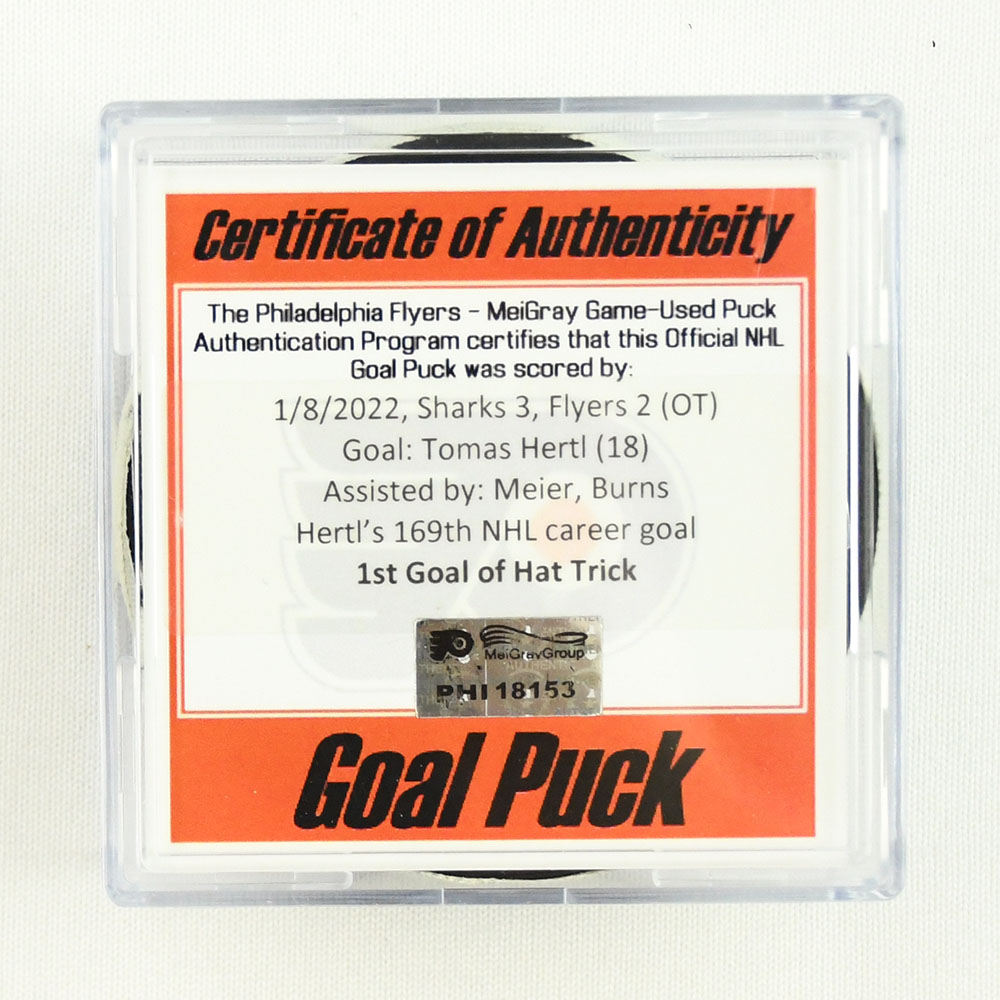 Certificate of Authenticity
The Philadelphia Flyers - MeiGray Game-Used Puck
Authentication Program certifies that this Official NHL
Goal Puck was scored by:
1/8/2022, Sharks 3, Flyers 2 (OT)
Goal: Tomas Hertl (18)
Assisted by: Meier, Burns
Hertl's 169th NHL career goal
1st Goal of Hat Trick
MeiGrayGroup
PHI 18153
Goal Puck